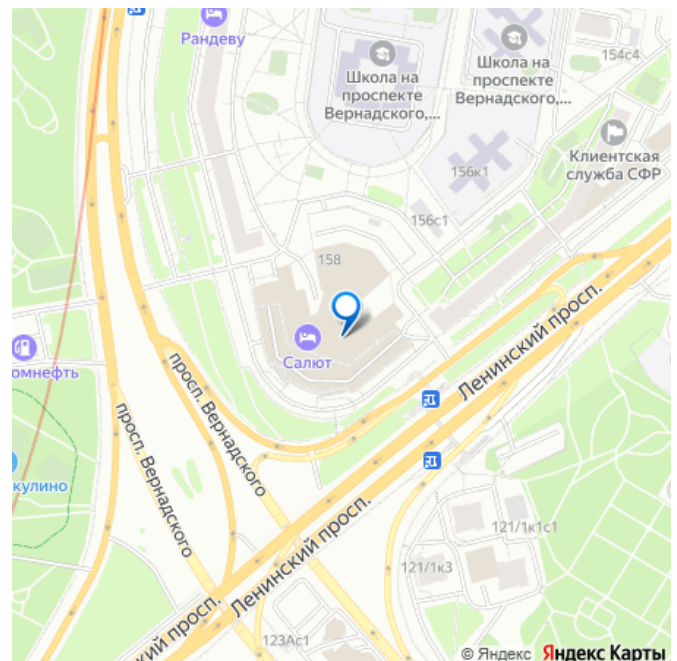 Рандеву
Школа на
проспекте
Вернадского,...
Школа на
проспекте
Вернадского,...
154с4
Клиентская
служба СФР
156к1
156с1
158
Салют
омнефть
просп. Вернадского
просп. Вернадского
Ленинский просп.
Ленинский просп.
кулино
121/1к1с1
121/1к3
123Ас1
кий просп.
© Яндекс Яндекс Карты